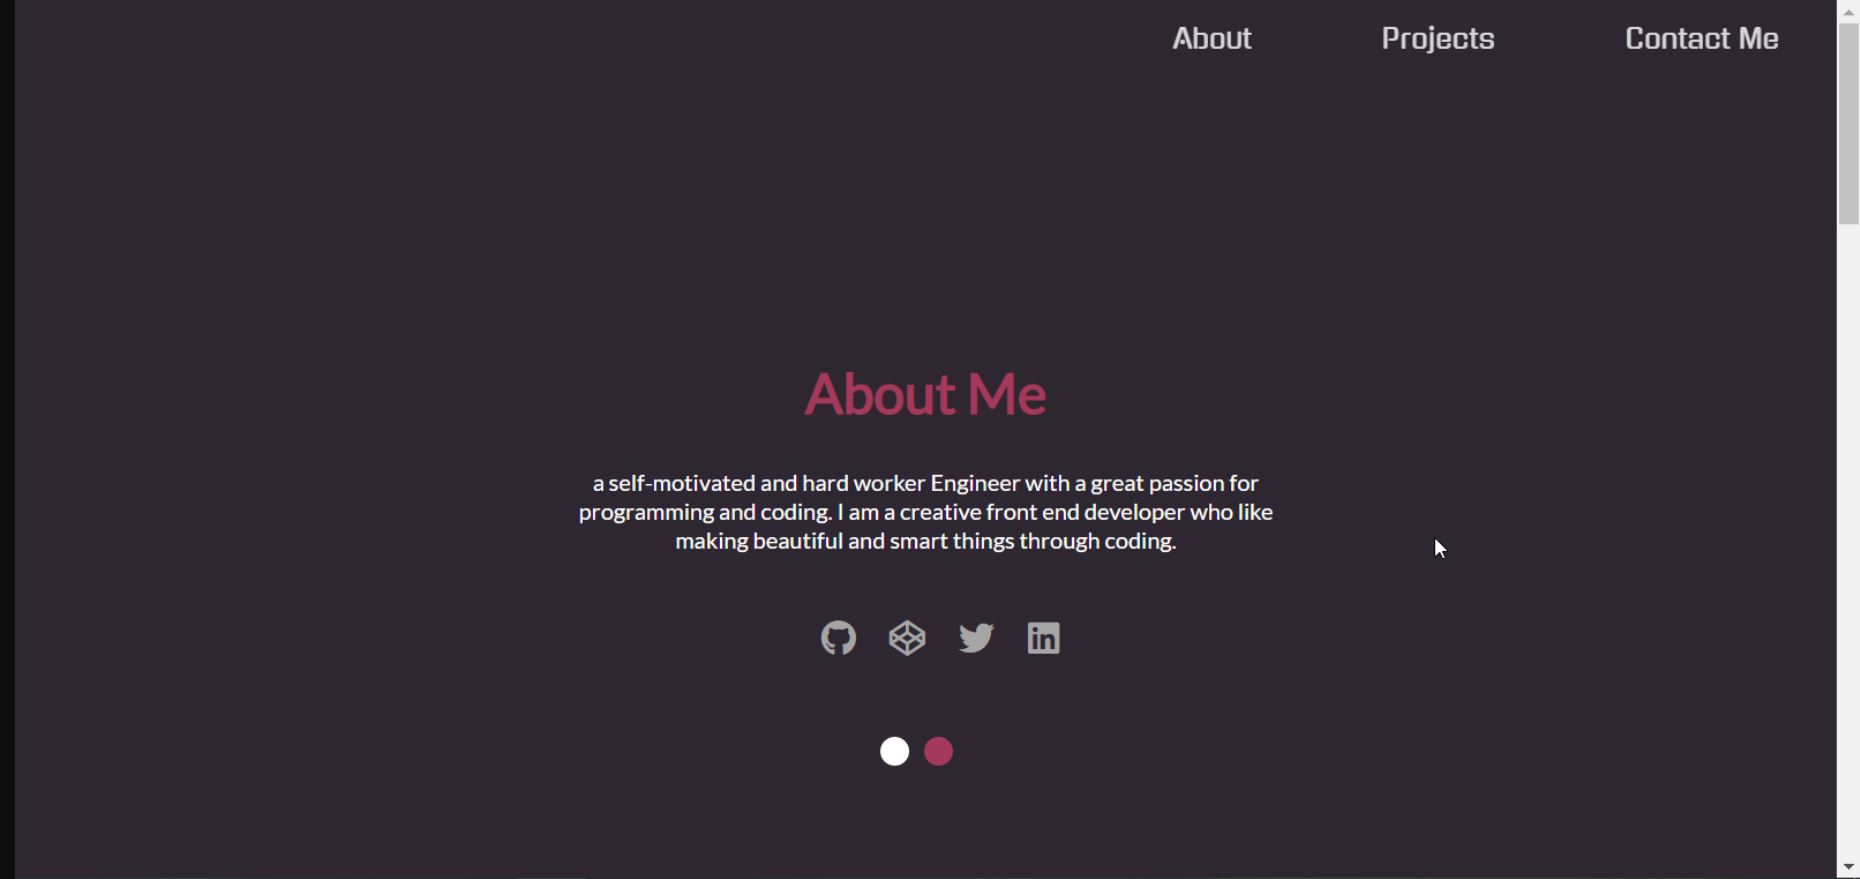 About Projects Contact Me
About Me
a self-motivated and hard worker Engineer with a great passion for
programming and coding. I am a creative front end developer who like
making beautiful and smart things through coding.
in